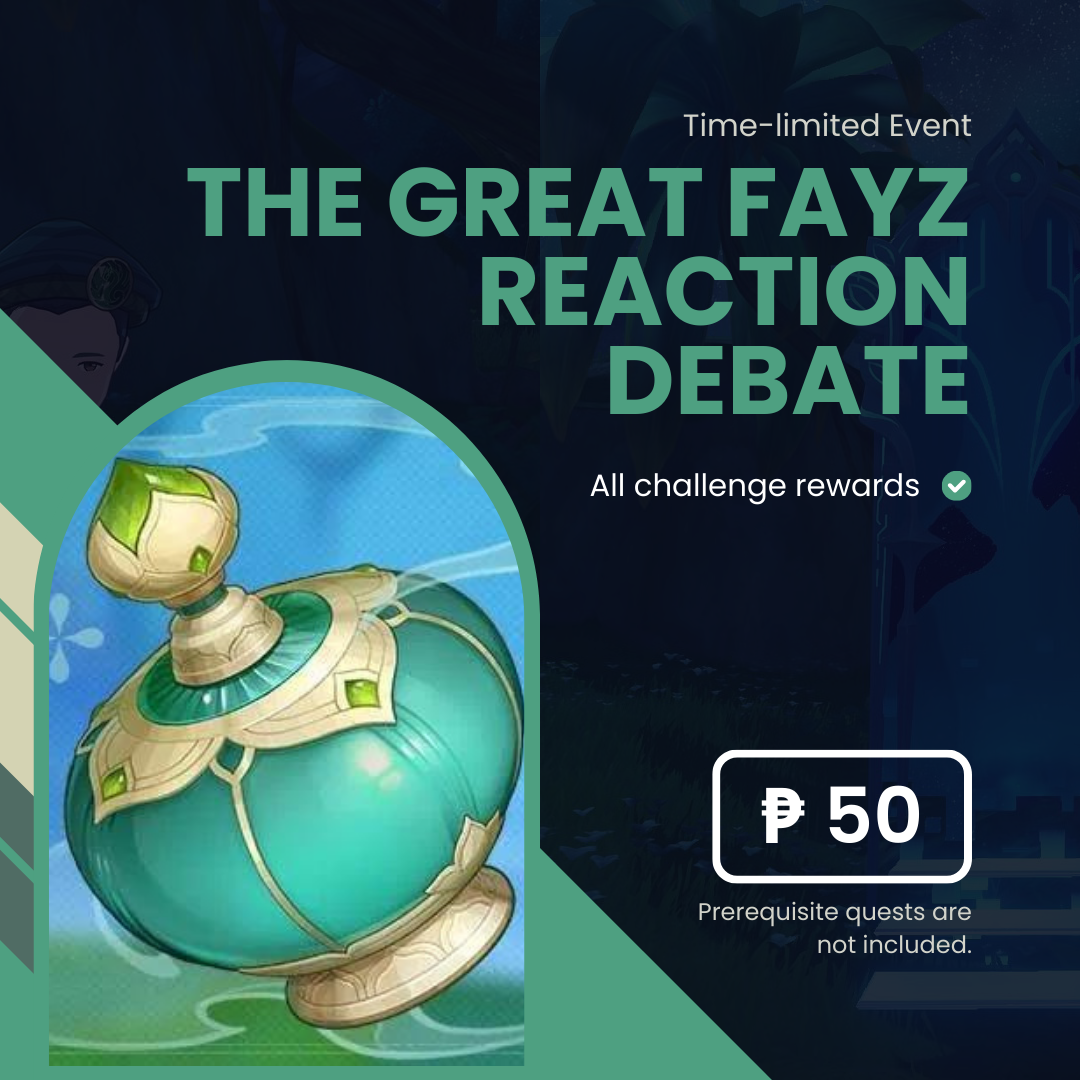 Time-limited Event
THE GREAT FAYZ
REACTION
DEBATE
All challenge rewards
₱ 50
Prerequisite quests are
not included.